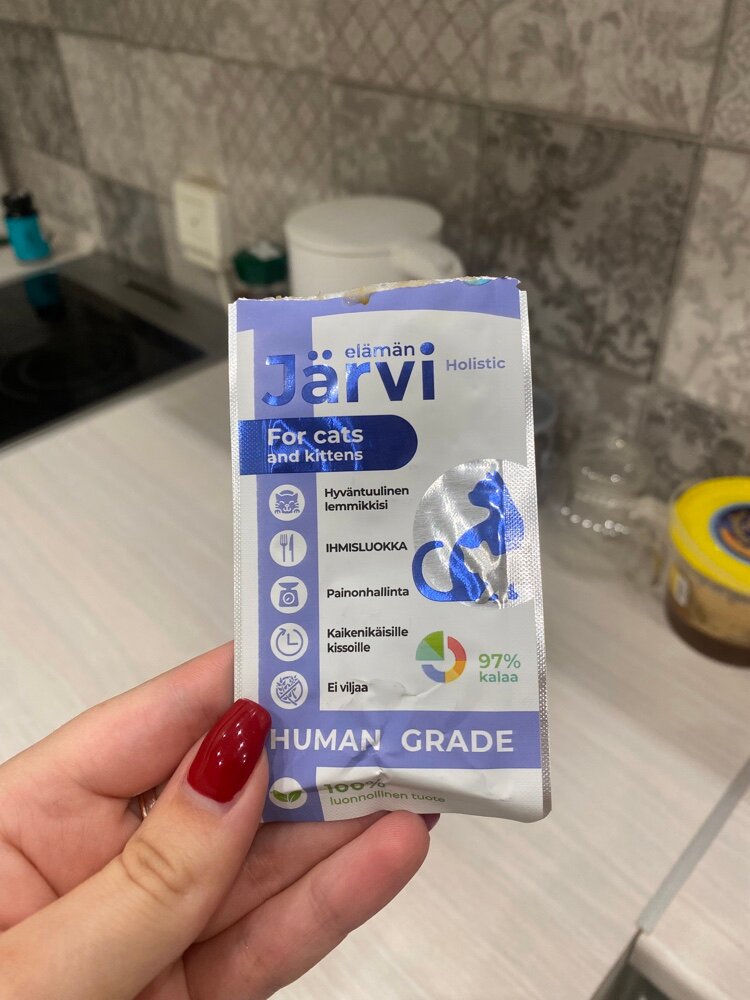 elämän
Järvi Holistic
For cats
and kittens
Hyväntuulinen
lemmikkisi
IHMISLUOKKA
Painonhallinta
Kaikenikäisille
kissoille
Ei viljaa
97%
kalaa
HUMAN GRADE
100%
luonnollinen tuote